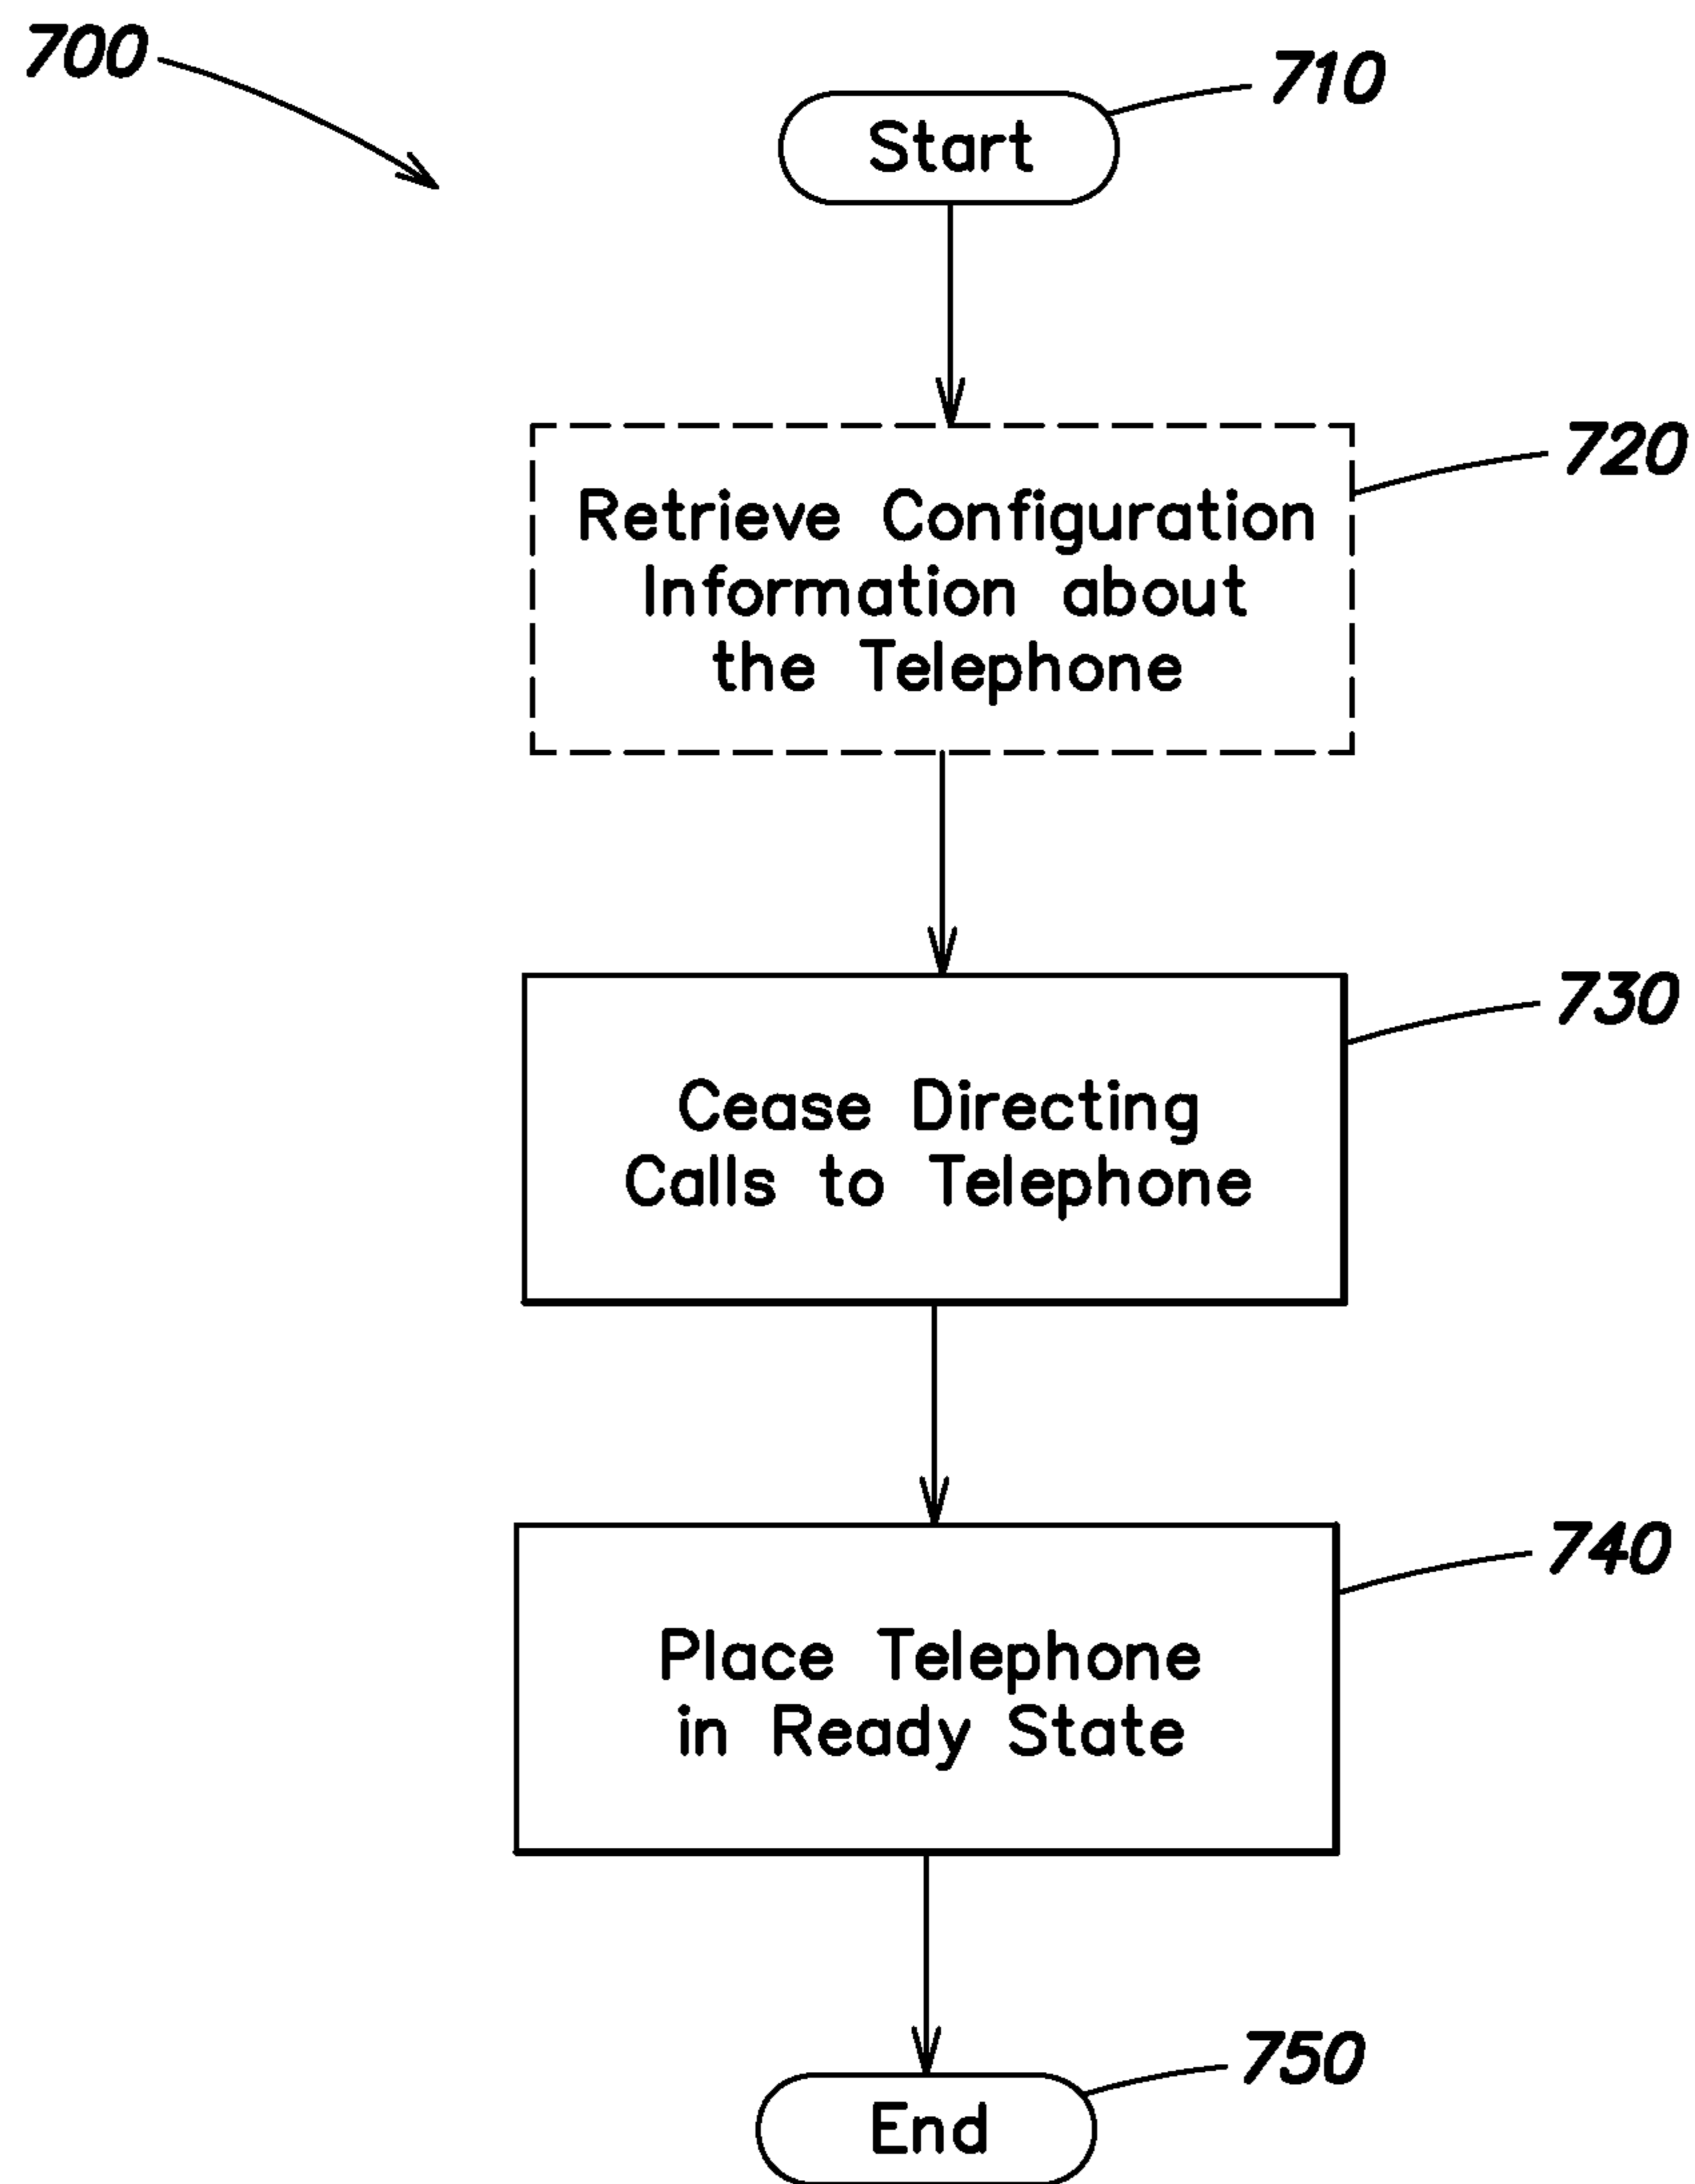 700
710
Start
720
Retrieve Configuration
Information about
the Telephone
730
Cease Directing
Calls to Telephone
740
Place Telephone
in Ready State
750
End